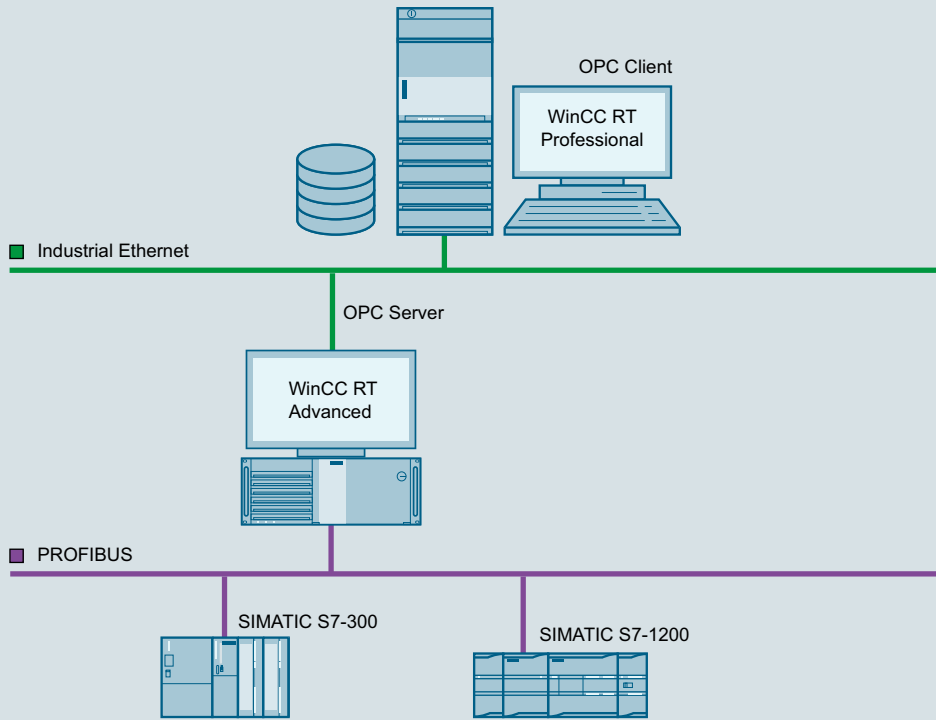 OPC Client
WinCC RT
Professional
Industrial Ethernet
OPC Server
WinCC RT
Advanced
PROFIBUS
SIMATIC S7-300
SIMATIC S7-1200